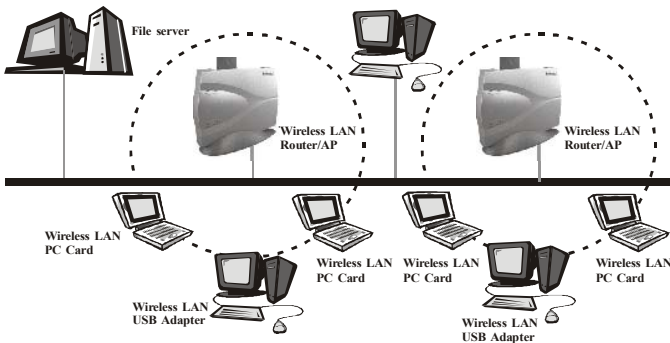 File server
Wireless LAN
Router/AP
Wireless LAN
Router/AP
Wireless LAN
PC Card
Wireless LAN
PC Card
Wireless LAN
PC Card
Wireless LAN
PC Card
Wireless LAN
USB Adapter
Wireless LAN
USB Adapter